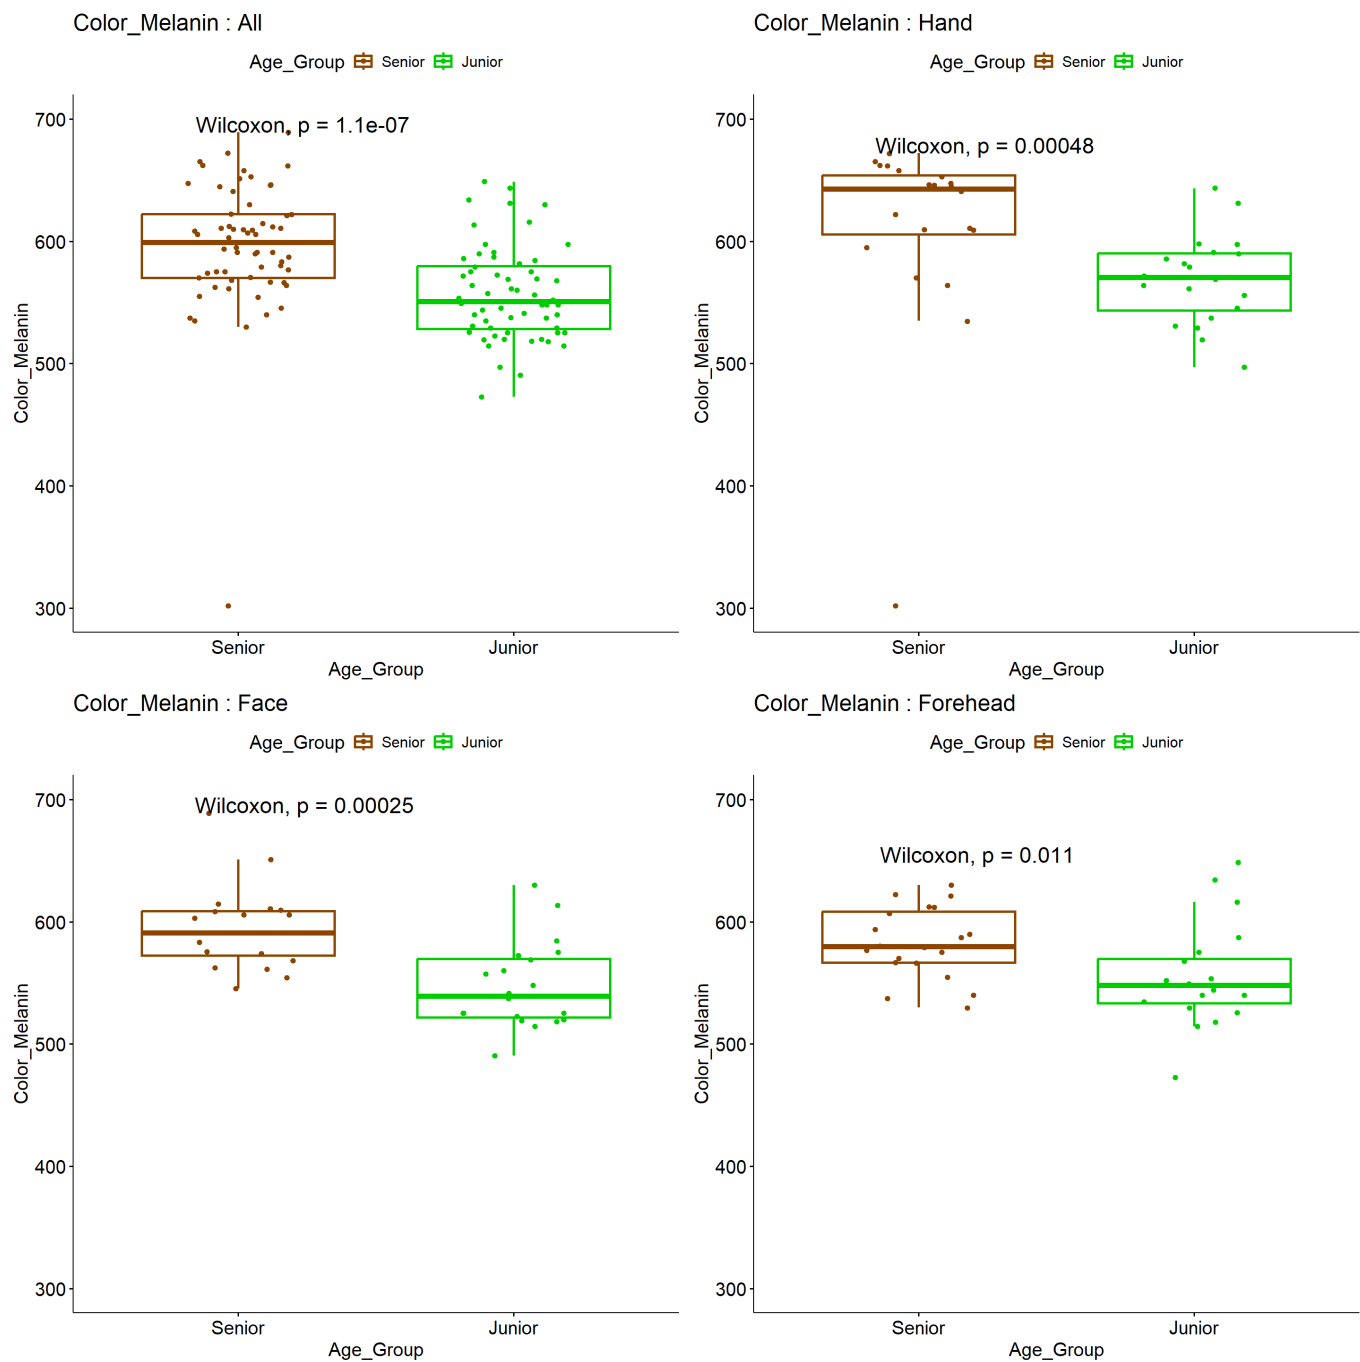 Color_Melanin : All
Age_Group Senior Junior
Wilcoxon, p = 1.1e-07
700
600
500
400
300
Color_Melanin
Senior Junior
Age_Group
Color_Melanin : Hand
Age_Group Senior Junior
Wilcoxon, p = 0.00048
700
600
500
400
300
Color_Melanin
Senior Junior
Age_Group
Color_Melanin : Face
Age_Group Senior Junior
Wilcoxon, p = 0.00025
700
600
500
400
300
Color_Melanin
Senior Junior
Age_Group
Color_Melanin : Forehead
Age_Group Senior Junior
Wilcoxon, p = 0.011
700
600
500
400
300
Color_Melanin
Senior Junior
Age_Group